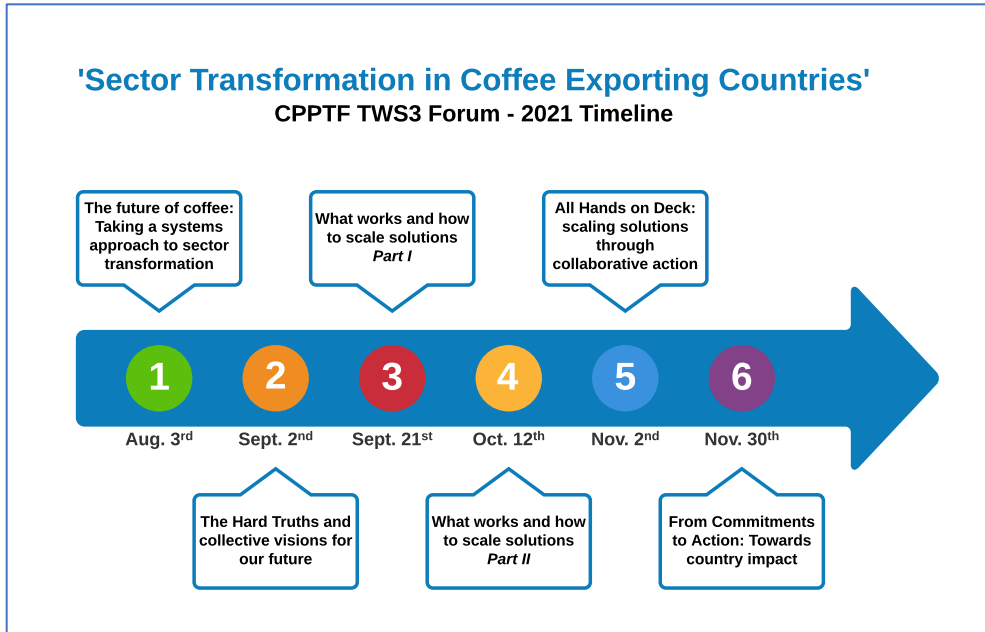 'Sector Transformation in Coffee Exporting Countries'
CPPTF TWS3 Forum - 2021 Timeline
The future of coffee:
Taking a systems
approach to sector
transformation
What works and how
to scale solutions
Part I
All Hands on Deck:
scaling solutions
through
collaborative action
1 2 3 4 5 6
Aug. 3rd Sept. 2nd Sept. 21st Oct. 12th Nov. 2nd Nov. 30th
The Hard Truths and
collective visions for
our future
What works and how
to scale solutions
Part II
From Commitments
to Action: Towards
country impact